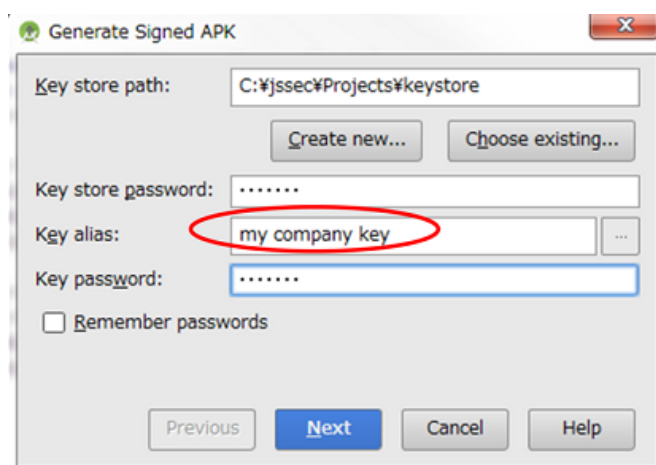 Generate Signed APK
Key store path: C:¥jssec¥Projects¥keystore
Create new... Choose existing...
Key store password: •••••••
Key alias: my company key ...
Key password: •••••••
Remember passwords
Previous Next Cancel Help